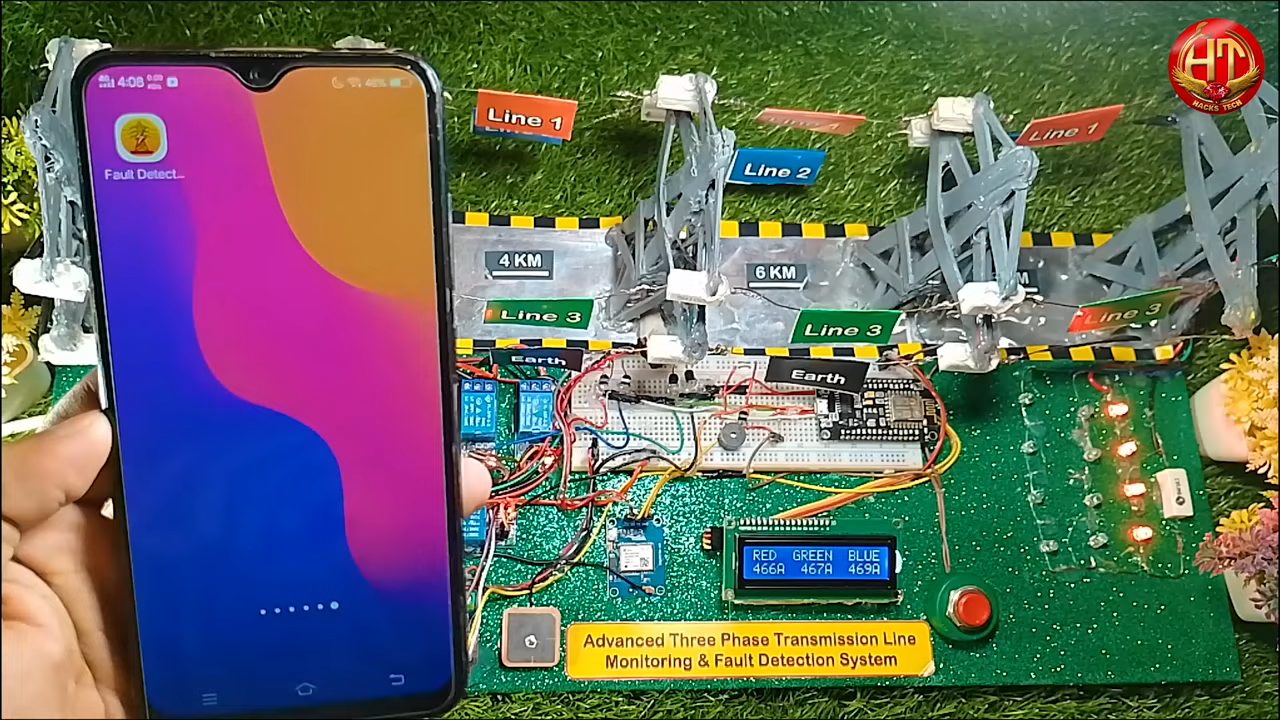 HT
HACKS TECH
4:08
46%
Fault Detect...
Line 1
Line 1
Line 2
4 KM
6 KM
M
Line 3
Line 3
Line 3
Earth
Earth
RED GREEN BLUE
466A 467A 469A
Advanced Three Phase Transmission Line
Monitoring & Fault Detection System